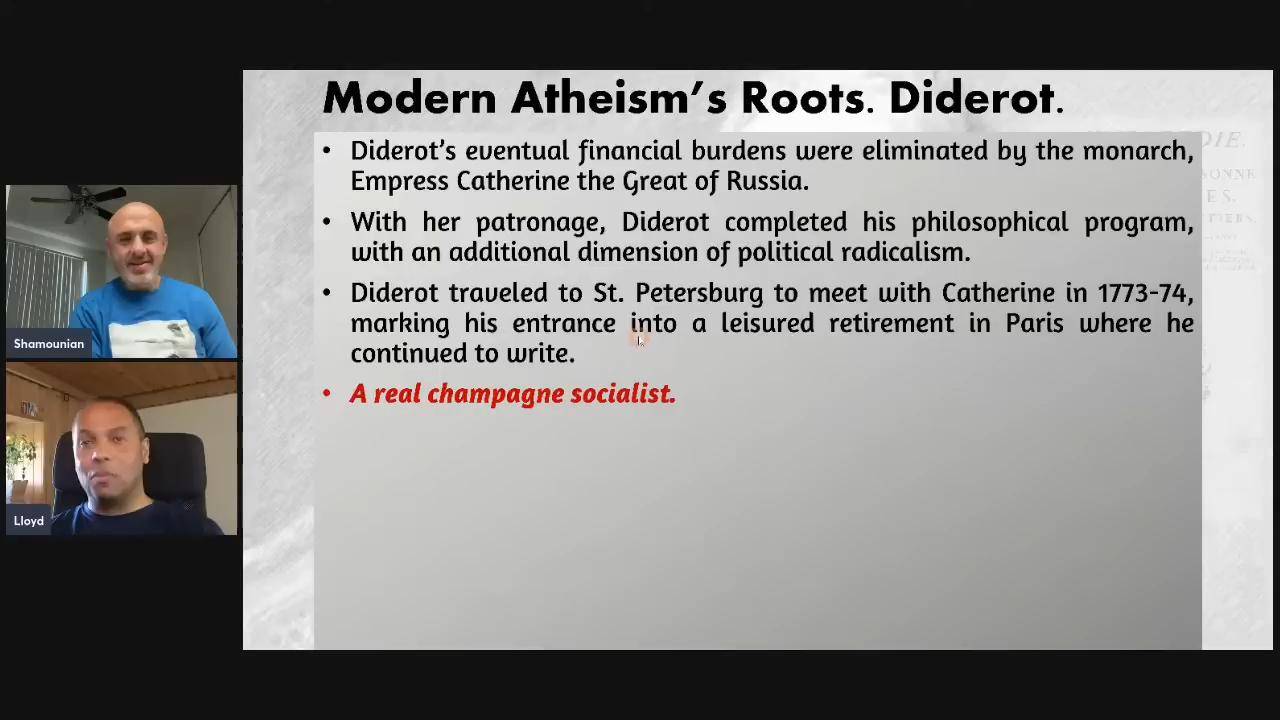 Modern Atheism's Roots. Diderot.
• Diderot's eventual financial burdens were eliminated by the monarch,
Empress Catherine the Great of Russia.
• With her patronage, Diderot completed his philosophical program,
with an additional dimension of political radicalism.
• Diderot traveled to St. Petersburg to meet with Catherine in 1773-74,
marking his entrance into a leisured retirement in Paris where he
continued to write.
• A real champagne socialist.
Shamounian
Lloyd